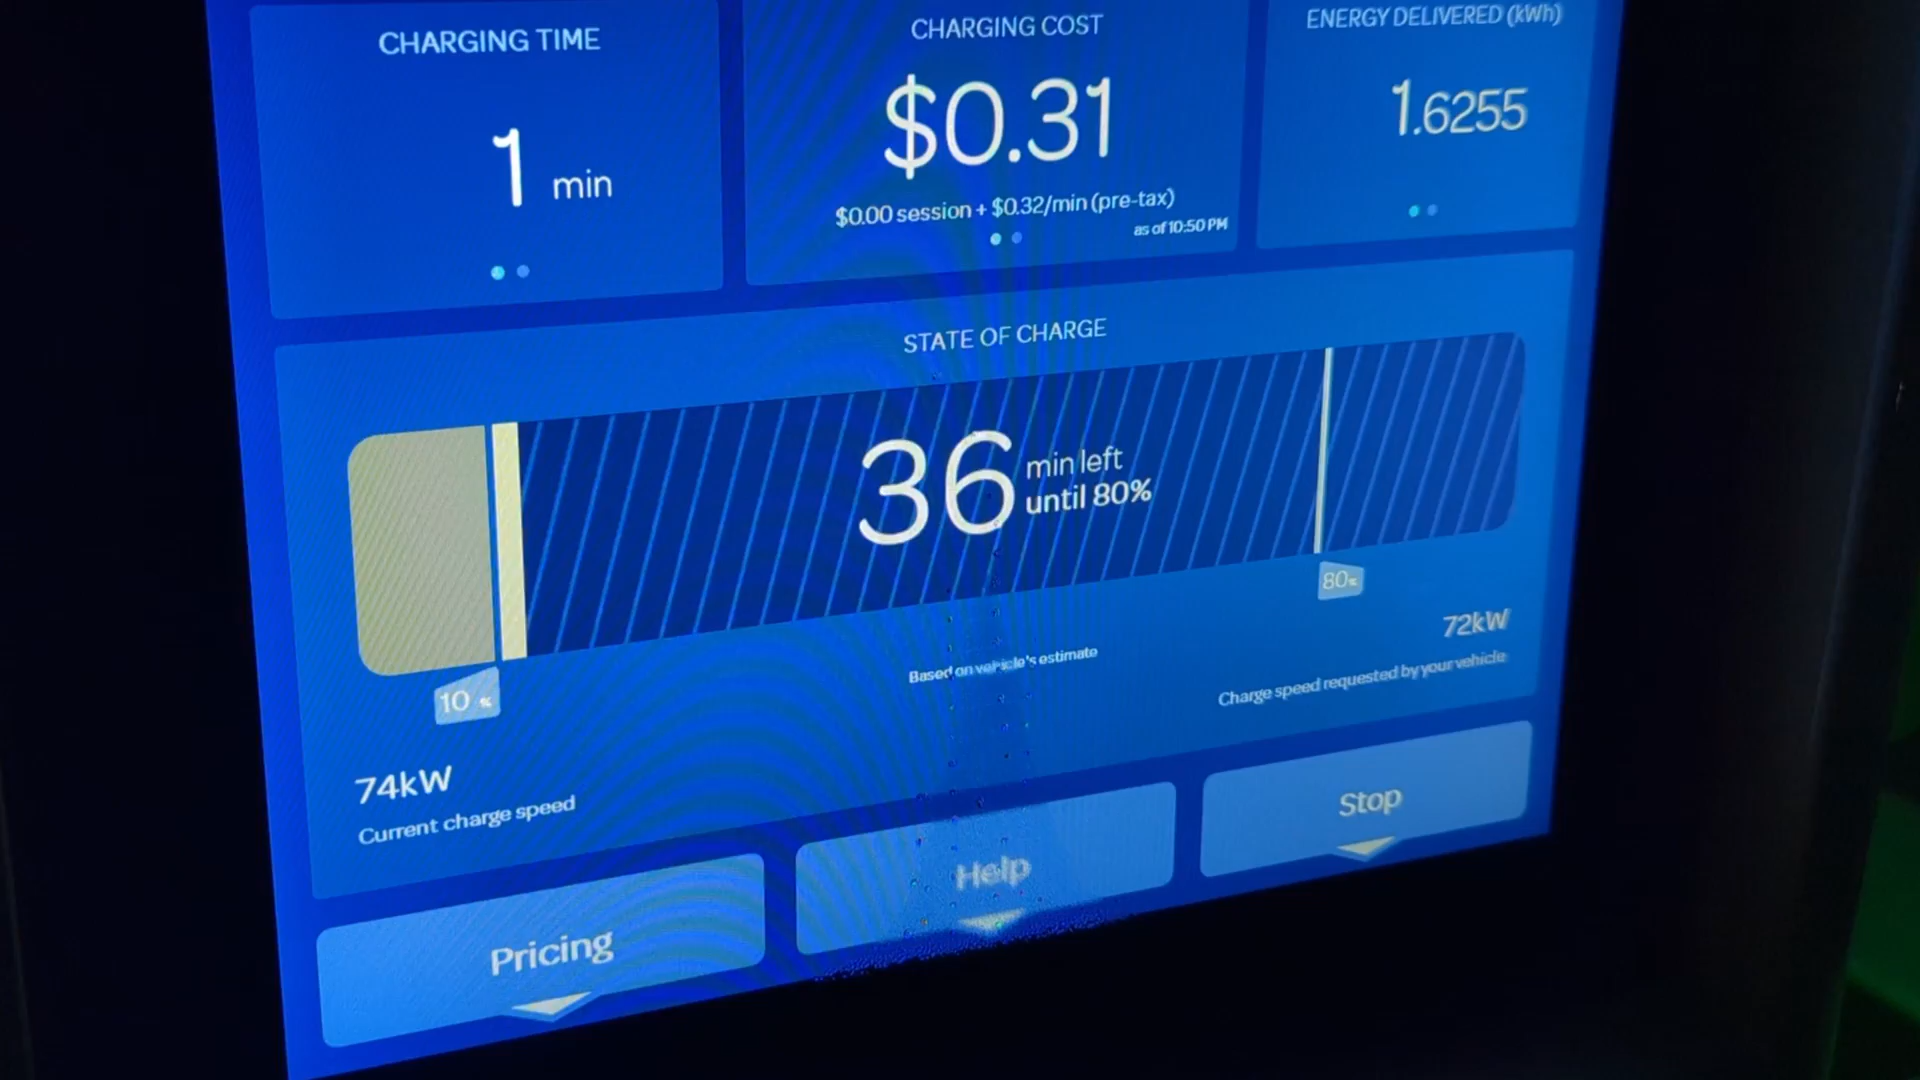 CHARGING TIME
1 min
CHARGING COST
$0.31
$0.00 session + $0.32/min (pre-tax)
as of 10:50 PM
ENERGY DELIVERED (kWh)
1.6255
STATE OF CHARGE
36 min left
until 80%
10 %
80%
Based on vehicle's estimate
74kW
Current charge speed
72kW
Charge speed requested by your vehicle
Pricing
Help
Stop